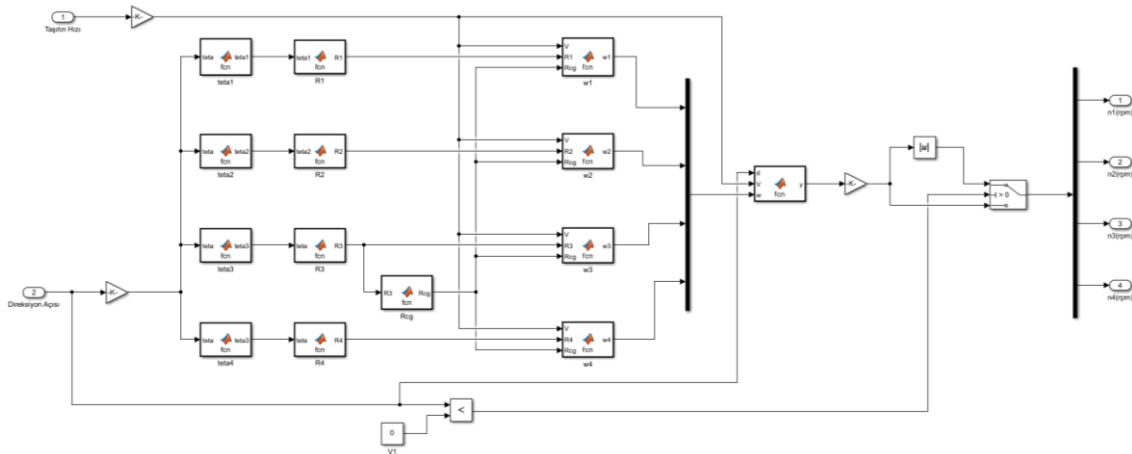 1
Taşıtın Hızı
-K-
teta teta1
fcn
teta1
teta1 R1
fcn
R1
V
R1 w1
Rcg fcn
w1
teta teta2
fcn
teta2
teta2 R2
fcn
R2
V
R2 w2
Rcg fcn
w2
d
V y
w fcn
-K-
|u|
> 0
1
n1(rpm)
2
n2(rpm)
3
n3(rpm)
4
n4(rpm)
teta teta3
fcn
teta3
teta3 R3
fcn
R3
V
R3 w3
Rcg fcn
w3
R3 Rcg
fcn
Rcg
2
Direksiyon Açısı
-K-
teta teta3
fcn
teta4
teta3 R4
fcn
R4
V
R4 w4
Rcg fcn
w4
<
0
V1